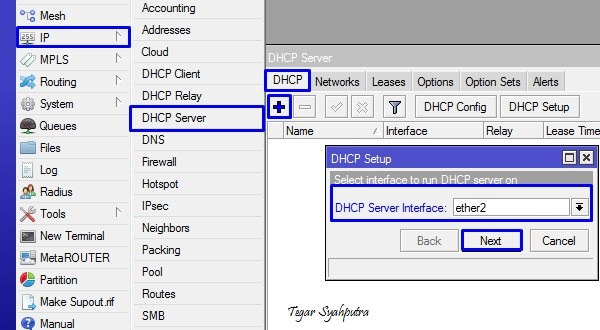 Mesh
IP
MPLS
Routing
System
Queues
Files
Log
Radius
Tools
New Terminal
MetaROUTER
Partition
Make Supout.rif
Manual
Accounting
Addresses
Cloud
DHCP Client
DHCP Relay
DHCP Server
DNS
Firewall
Hotspot
IPsec
Neighbors
Packing
Pool
Routes
SMB
DHCP Server
DHCP Networks Leases Options Option Sets Alerts
DHCP Config DHCP Setup
Name Interface Relay Lease Time
DHCP Setup
Select interface to run DHCP server on
DHCP Server Interface: ether2
Back Next Cancel
Tegar Syahputra